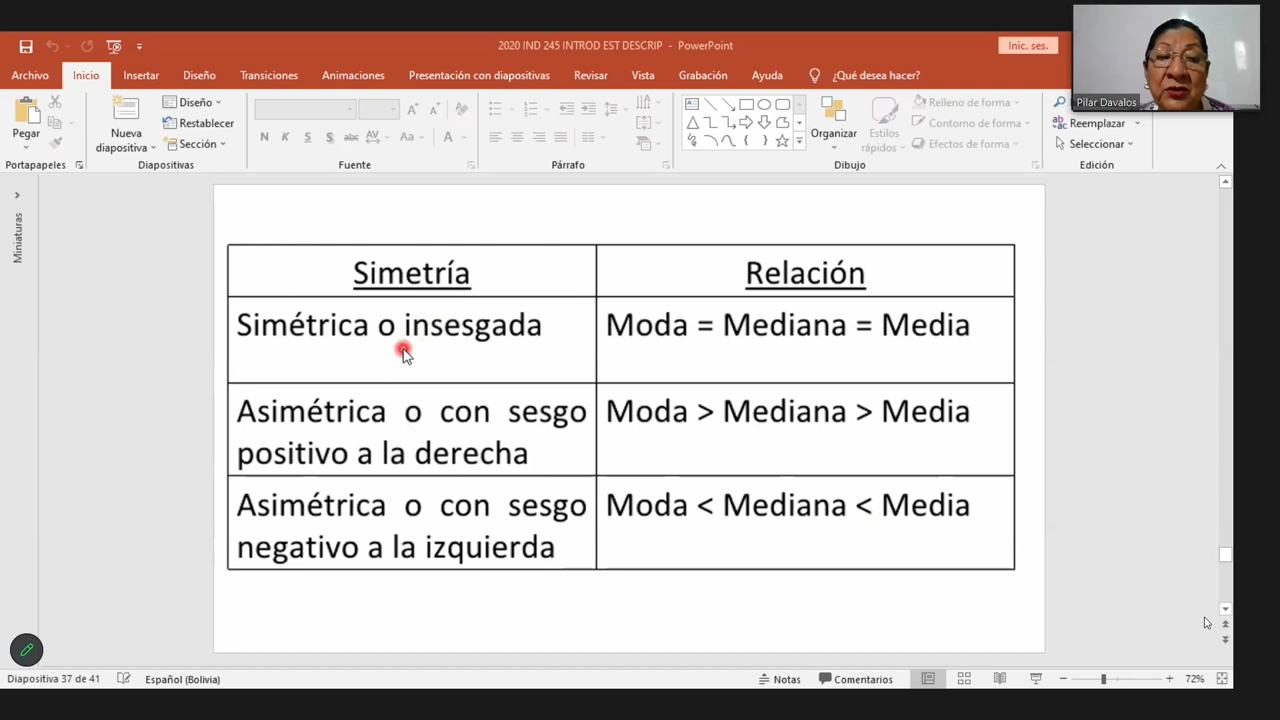 2020 IND 245 INTROD EST DESCRIP - PowerPoint
Inic. ses.
Archivo Inicio Insertar Diseño Transiciones Animaciones Presentación con diapositivas Revisar Vista Grabación Ayuda ¿Qué desea hacer?
Pilar Davalos
Pegar
Nueva diapositiva
Diseño
Restablecer
Sección
N K S S abc AV Aa A
Organizar
Estilos rápidos
Relleno de forma
Contorno de forma
Efectos de forma
Reemplazar
Seleccionar
Portapapeles Diapositivas Fuente Párrafo Dibujo Edición
Miniaturas
Simetría Relación
Simétrica o insesgada Moda = Mediana = Media
Asimétrica o con sesgo Moda > Mediana > Media
positivo a la derecha
Asimétrica o con sesgo Moda < Mediana < Media
negativo a la izquierda
Diapositiva 37 de 41 Español (Bolivia) Notas Comentarios 72%